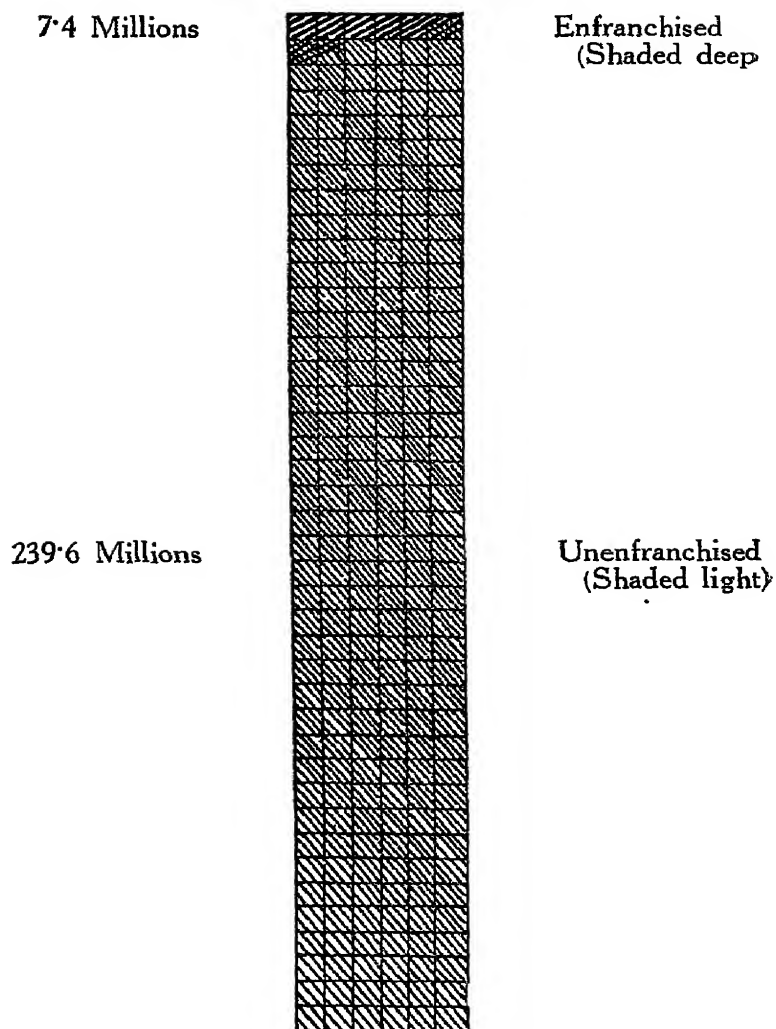 7·4 Millions
Enfranchised
(Shaded deep
239·6 Millions
Unenfranchised
(Shaded light)